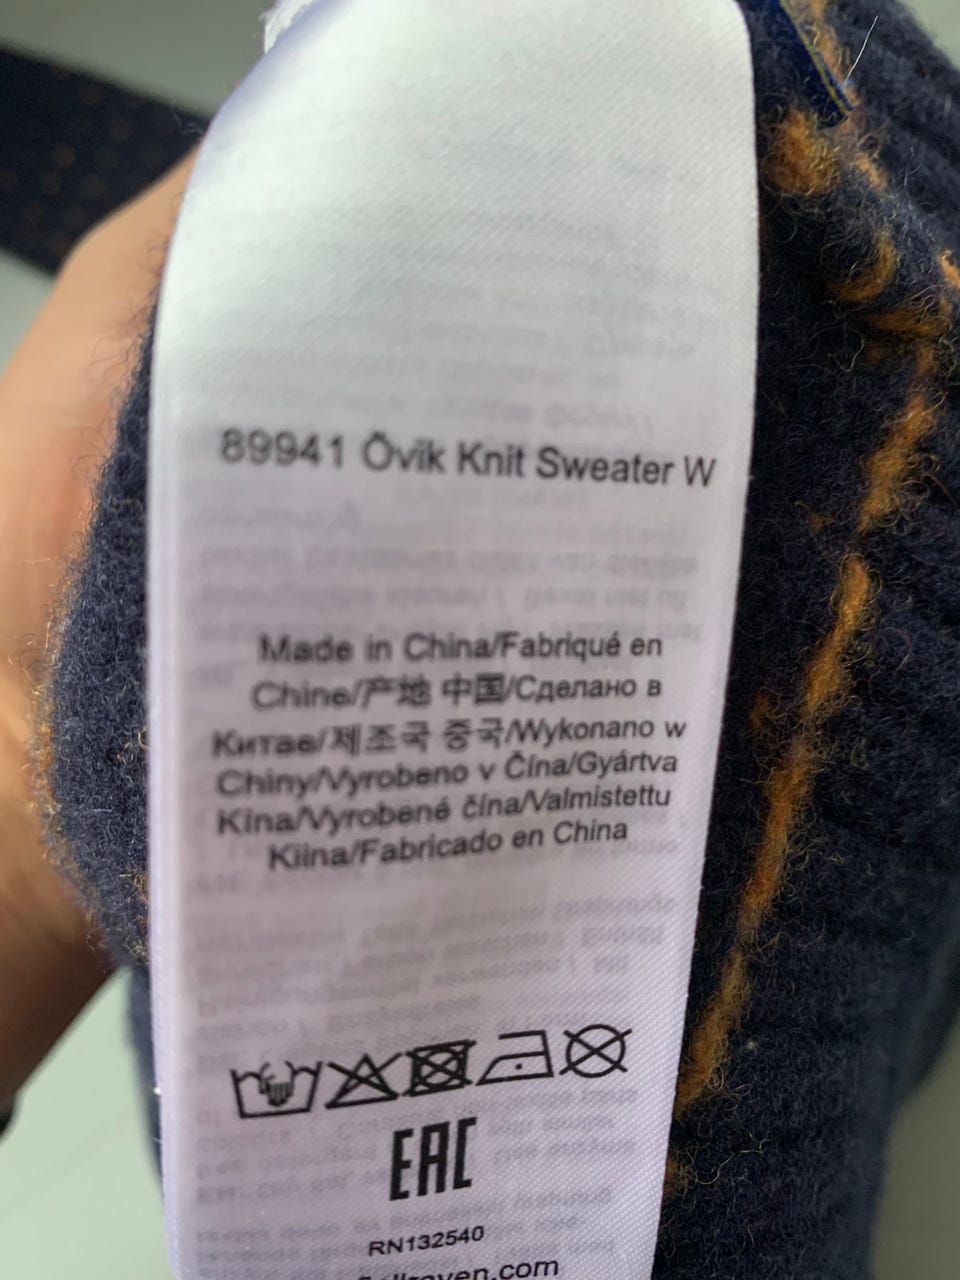 89941 Övik Knit Sweater W
Made in China/Fabriqué en
Chine/产地 中国/Сделано в
Китае/제조국 중국/Wykonano w
Chiny/Vyrobeno v Čína/Gyártva
Kína/Vyrobené čína/Valmistettu
Kiina/Fabricado en China
EAC
RN132540